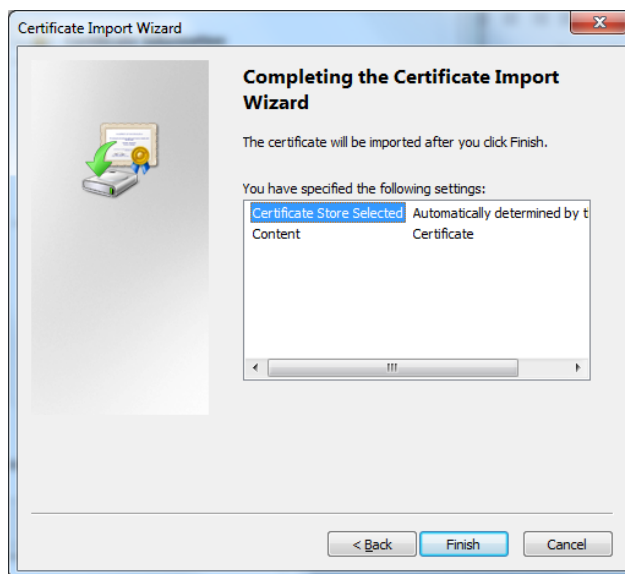 Certificate Import Wizard
Completing the Certificate Import
Wizard
The certificate will be imported after you click Finish.
You have specified the following settings:
Certificate Store Selected Automatically determined by t
Content Certificate
< Back Finish Cancel